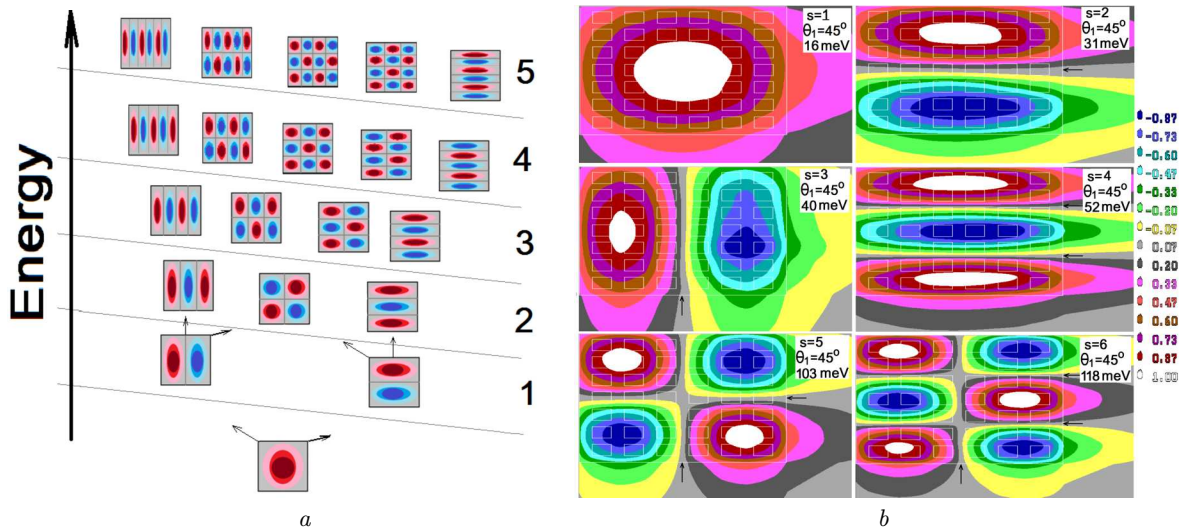 Energy
5
4
3
2
1
a
s=1
θ₁=45°
16 meV
s=2
θ₁=45°
31 meV
s=3
θ₁=45°
40 meV
s=4
θ₁=45°
52 meV
s=5
θ₁=45°
103 meV
s=6
θ₁=45°
118 meV
-0.87
-0.73
-0.60
-0.47
-0.33
-0.20
-0.07
0.07
0.20
0.33
0.47
0.60
0.73
0.87
1.00
b